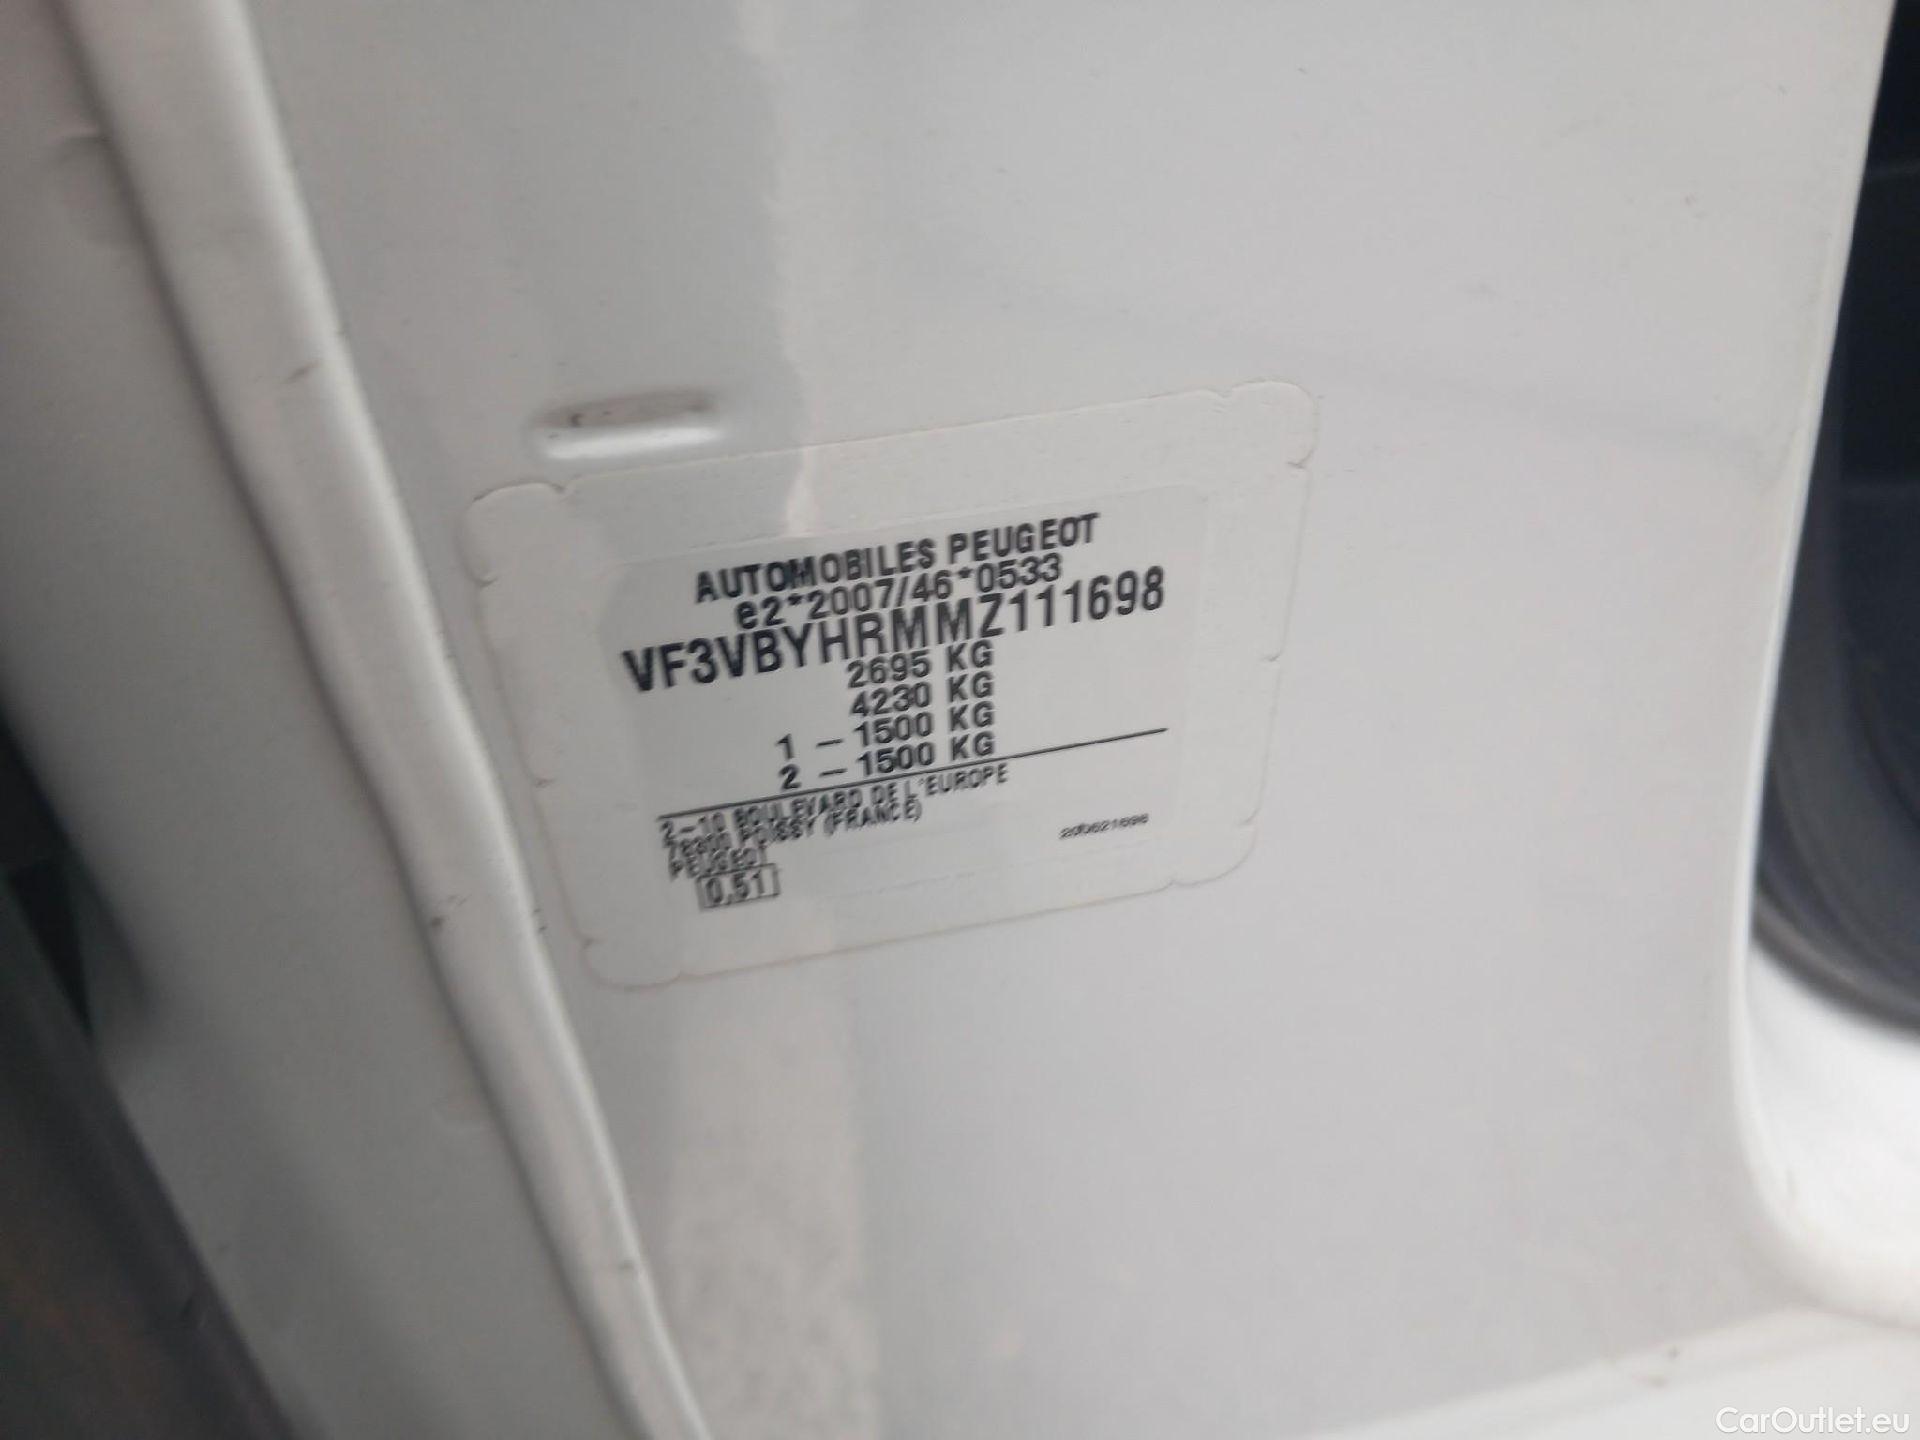 AUTOMOBILES PEUGEOT
e2*2007/46*0533
VF3VBYHRMMZ111698
2695 KG
4230 KG
1 – 1500 KG
2 – 1500 KG
2–10 BOULEVARD DE L'EUROPE
78300 POISSY (FRANCE)
PEUGEOT
0,51
CarOutlet.eu